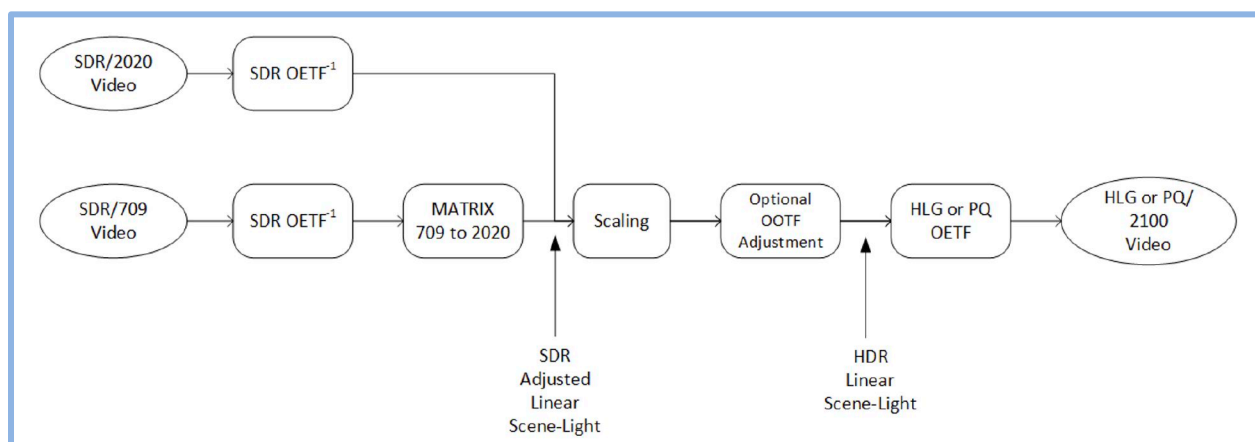 SDR/2020
Video
SDR OETF⁻¹
SDR/709
Video
SDR OETF⁻¹
MATRIX
709 to 2020
Scaling
Optional
OOTF
Adjustment
HLG or PQ
OETF
HLG or PQ/
2100
Video
SDR
Adjusted
Linear
Scene-Light
HDR
Linear
Scene-Light